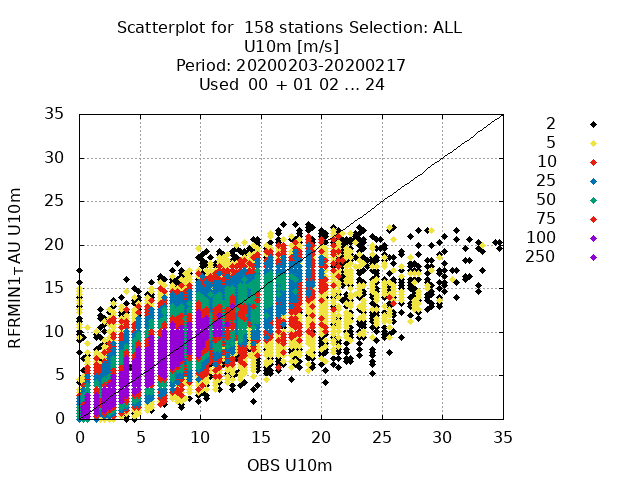 Scatterplot for  158 stations Selection: ALL
U10m [m/s]
Period: 20200203-20200217
Used  00 + 01 02 ... 24
RFRMIN1_TAU U10m
35
30
25
20
15
10
5
0
0 5 10 15 20 25 30 35
OBS U10m
2
5
10
25
50
75
100
250